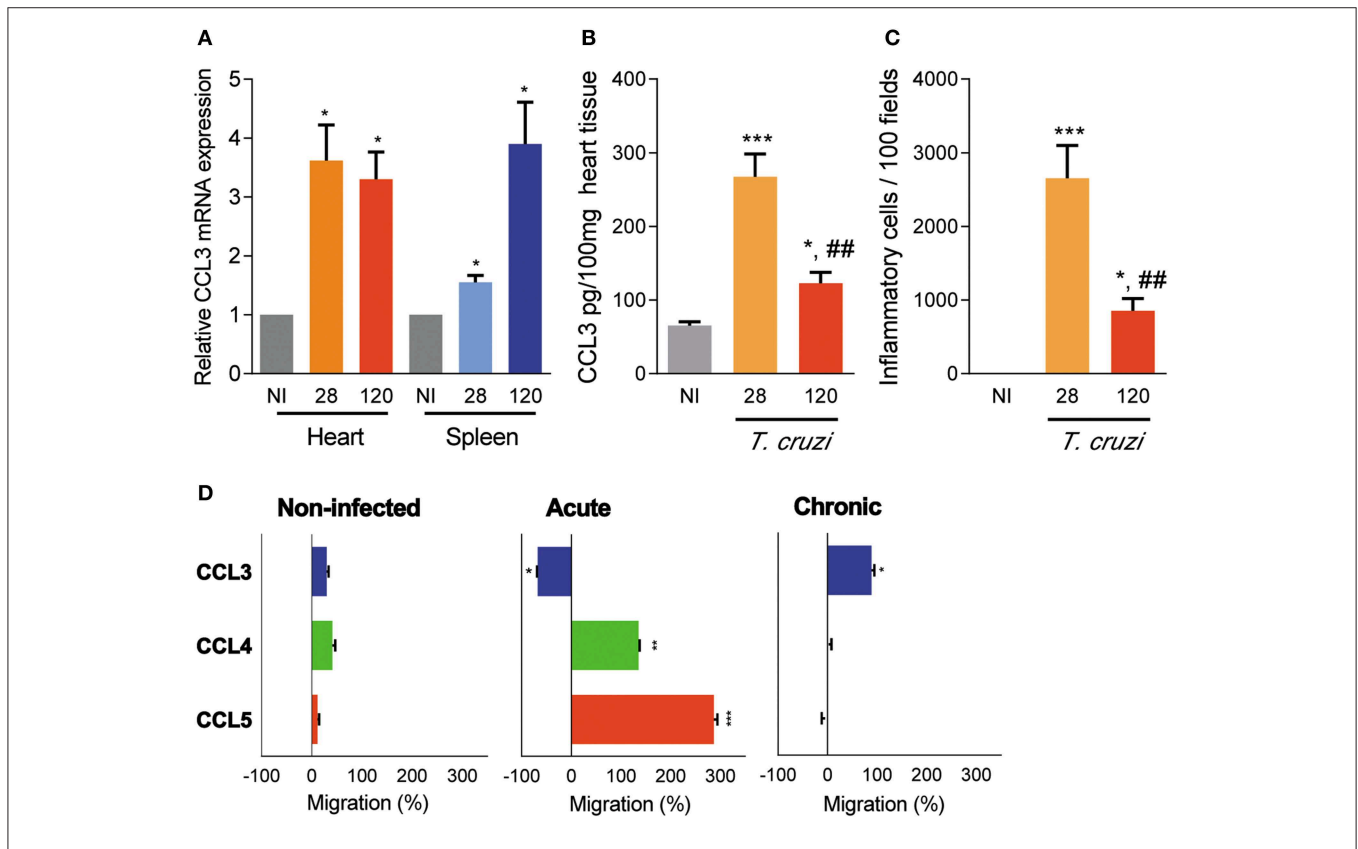 A
Relative CCL3 mRNA expression
5
4
3
2
1
0
*
*
*
*
NI 28 120 NI 28 120
Heart Spleen
B
CCL3 pg/100mg heart tissue
400
300
200
100
0
***
*, ##
NI 28 120
T. cruzi
C
Inflammatory cells / 100 fields
4000
3000
2000
1000
0
***
*, ##
NI 28 120
T. cruzi
D
Non-infected Acute Chronic
CCL3
*
*
CCL4
**
CCL5
***
-100 0 100 200 300 -100 0 100 200 300 -100 0 100 200 300
Migration (%) Migration (%) Migration (%)